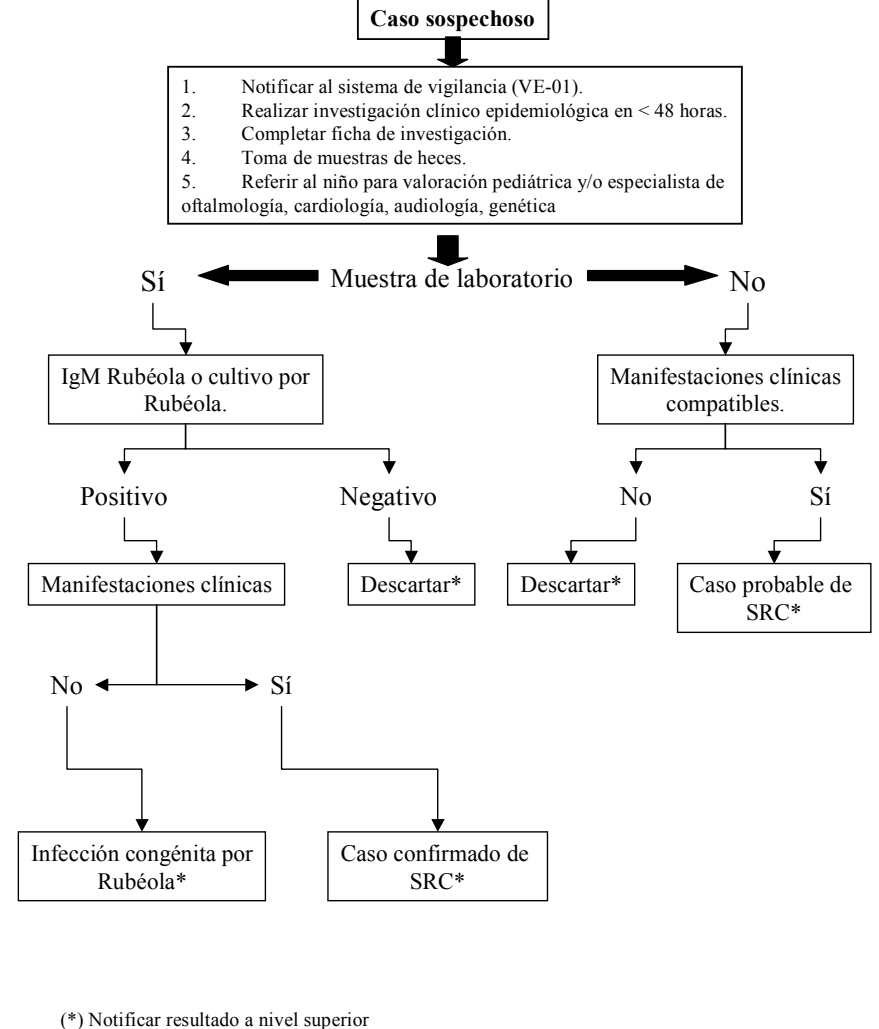 Caso sospechoso
1. Notificar al sistema de vigilancia (VE-01).
2. Realizar investigación clínico epidemiológica en < 48 horas.
3. Completar ficha de investigación.
4. Toma de muestras de heces.
5. Referir al niño para valoración pediátrica y/o especialista de
oftalmología, cardiología, audiología, genética
Sí
Muestra de laboratorio
No
IgM Rubéola o cultivo por
Rubéola.
Manifestaciones clínicas
compatibles.
Positivo
Negativo
No
Sí
Manifestaciones clínicas
Descartar*
Descartar*
Caso probable de
SRC*
No
Sí
Infección congénita por
Rubéola*
Caso confirmado de
SRC*
(*) Notificar resultado a nivel superior